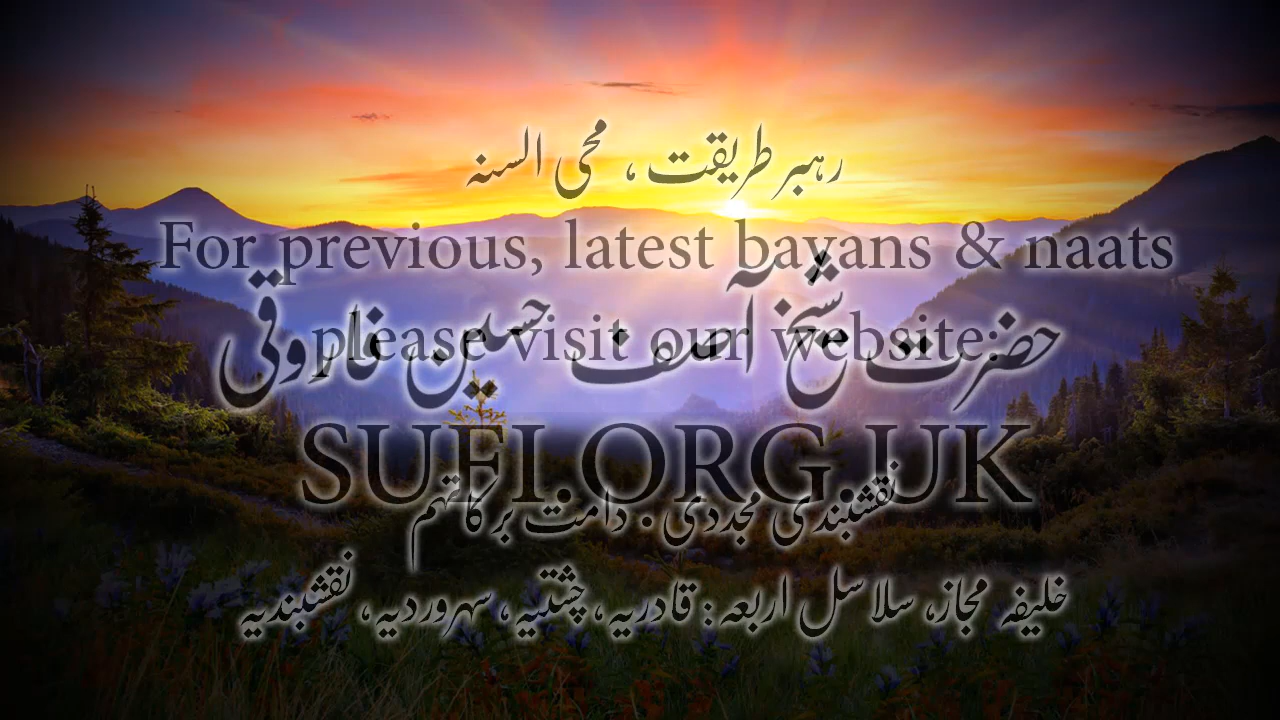 رہبر طریقت، محی السنہ
For previous, latest bayans & naats
حضرت شیخ آصف حسین فاروقی
please visit our website:
SUFI.ORG.UK
نقشبندی مجددی . دامت برکاتہم
خلیفہ مجاز، سلاسل اربعہ: قادریہ، چشتیہ، سہروردیہ، نقشبندیہ